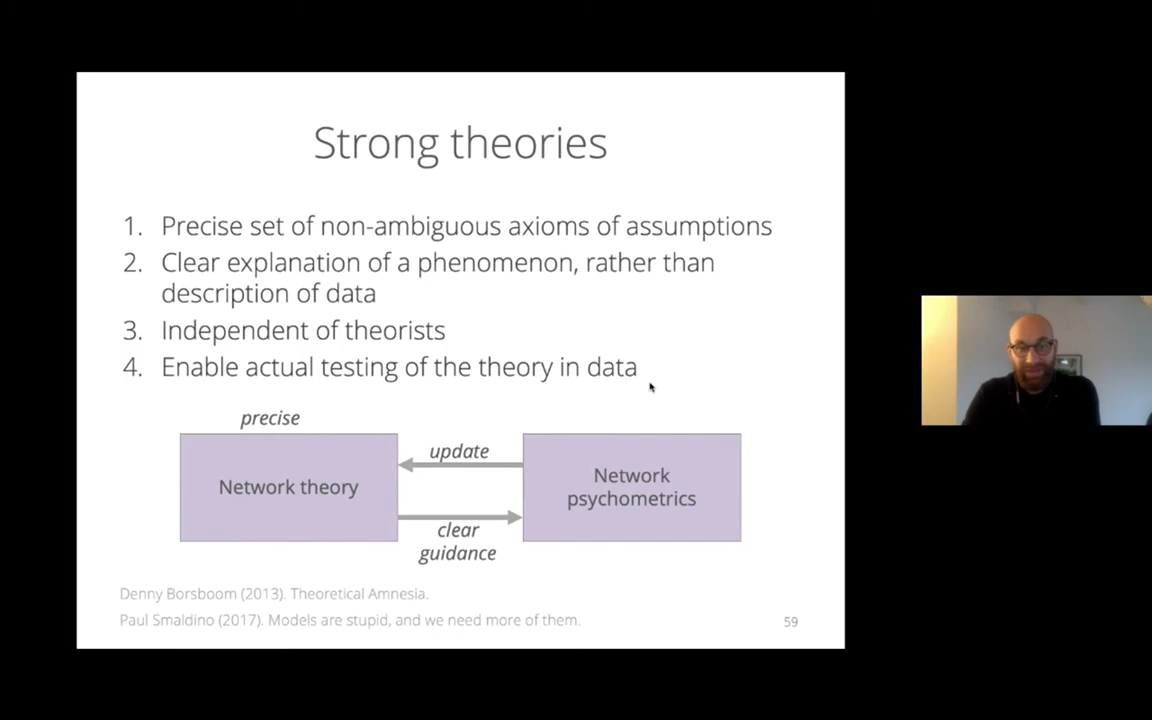 Strong theories
1. Precise set of non-ambiguous axioms of assumptions
2. Clear explanation of a phenomenon, rather than
description of data
3. Independent of theorists
4. Enable actual testing of the theory in data
precise
Network theory
update
clear
guidance
Network
psychometrics
Denny Borsboom (2013). Theoretical Amnesia.
Paul Smaldino (2017). Models are stupid, and we need more of them.
59